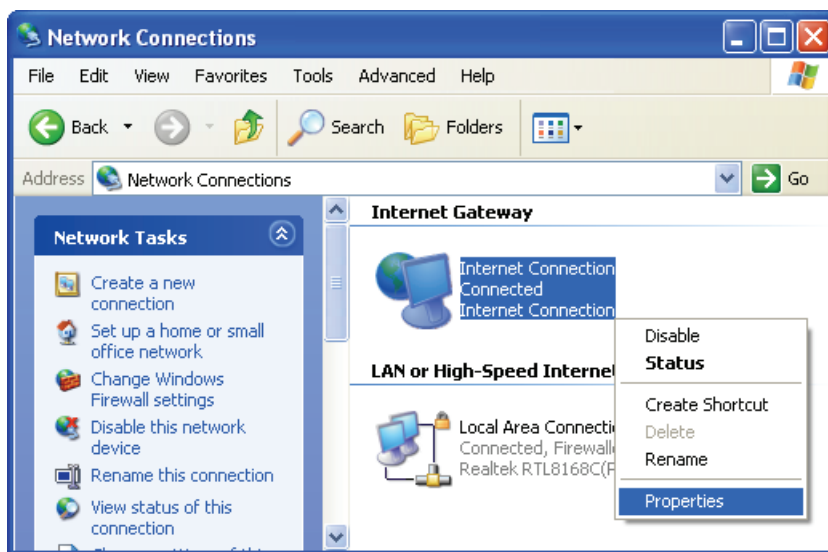 Network Connections
File Edit View Favorites Tools Advanced Help
Back Search Folders
Address Network Connections Go
Network Tasks
Create a new
connection
Set up a home or small
office network
Change Windows
Firewall settings
Disable this network
device
Rename this connection
View status of this
connection
Internet Gateway
Internet Connection
Connected
Internet Connection
LAN or High-Speed Internet
Local Area Connecti
Connected, Firewalle
Realtek RTL8168C(P
Disable
Status
Create Shortcut
Delete
Rename
Properties